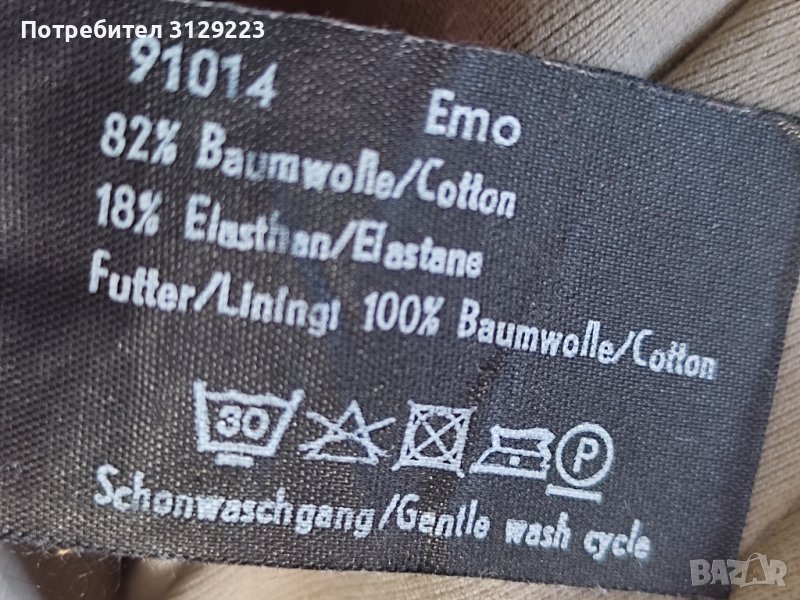 Потребител 3129223
91014 Emo
82% Baumwolle/Cotton
18% Elasthan/Elastane
Futter/Lining: 100% Baumwolle/Cotton
30
P
Schonwaschgang/Gentle wash cycle
BAZAR